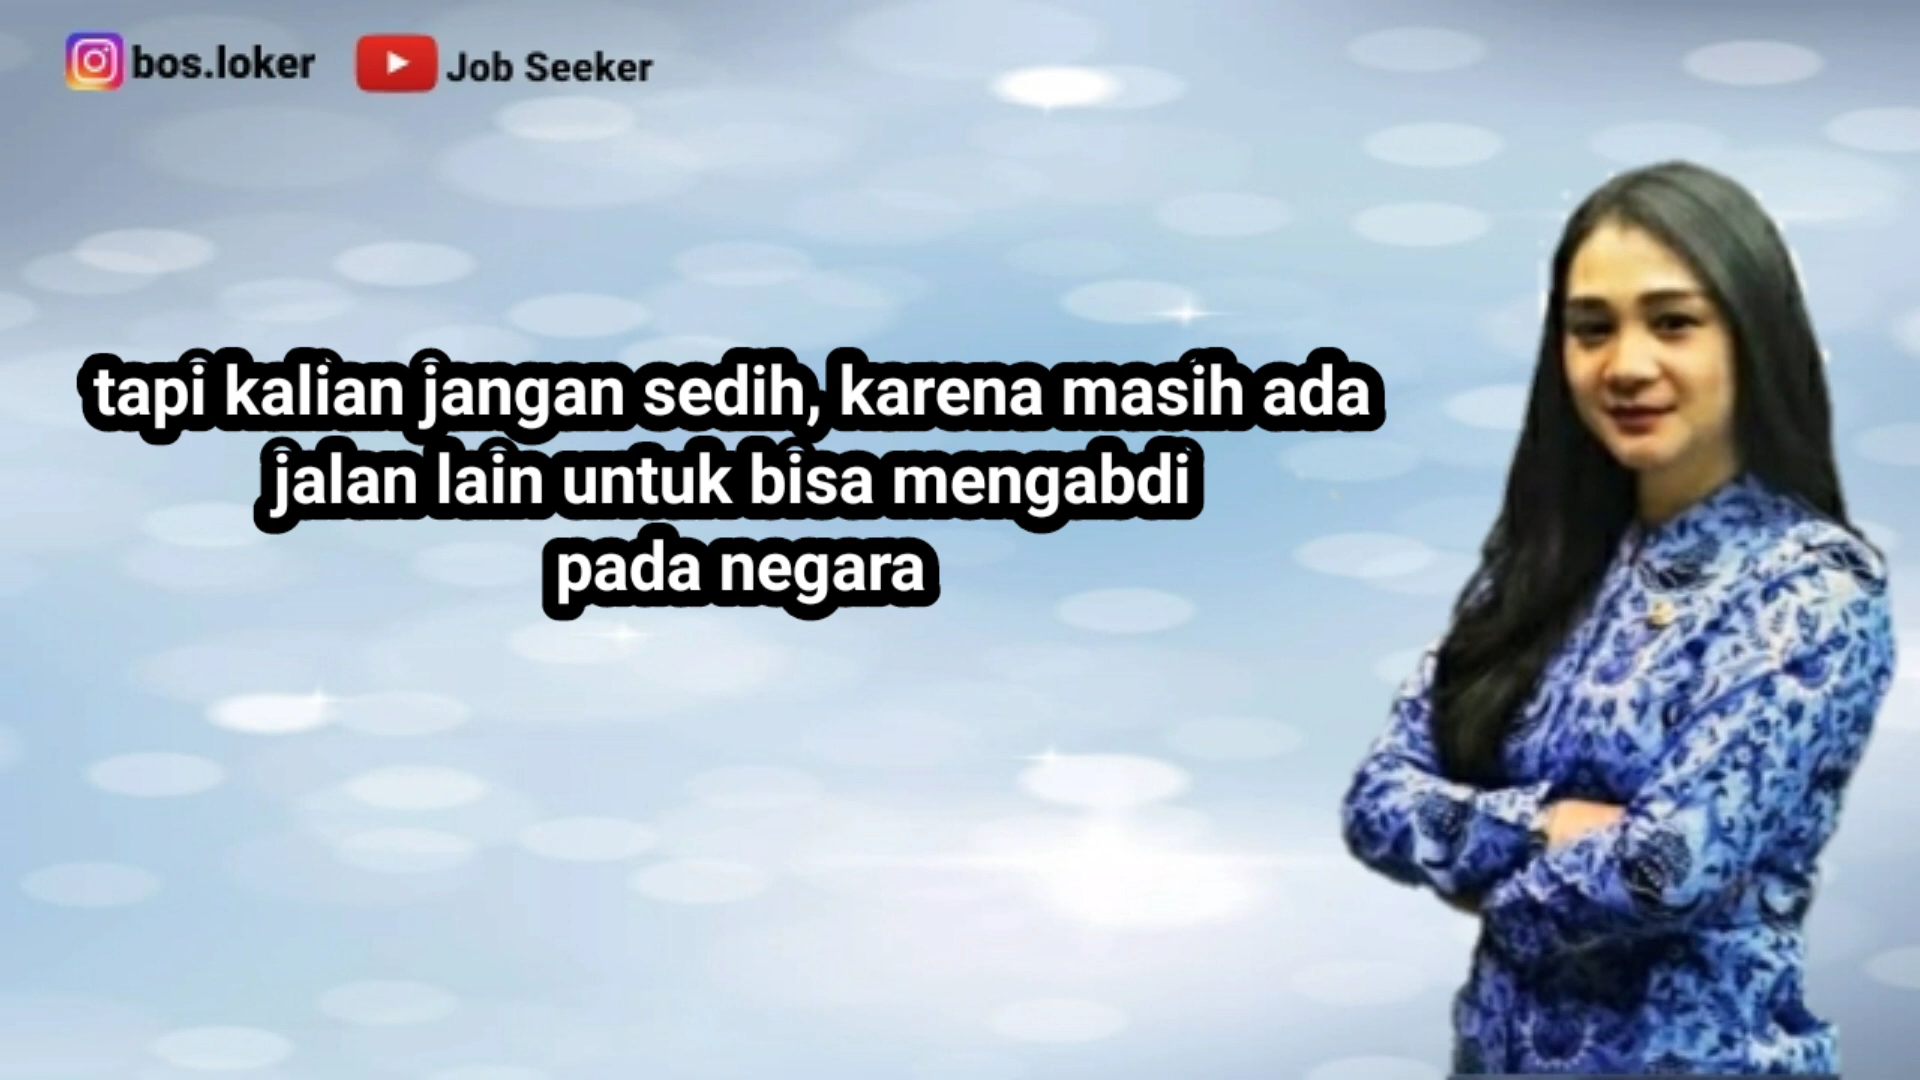 bos.loker
Job Seeker
tapi kalian jangan sedih, karena masih ada
jalan lain untuk bisa mengabdi
pada negara